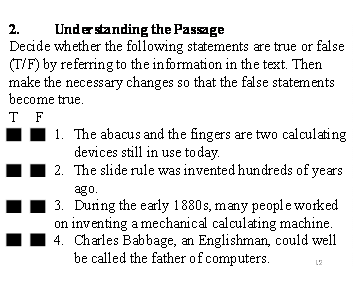 2. Understanding the Passage
Decide whether the following statements are true or false
(T/F) by referring to the information in the text. Then
make the necessary changes so that the false statements
become true.
T F
1. The abacus and the fingers are two calculating
devices still in use today.
2. The slide rule was invented hundreds of years
ago.
3. During the early 1880s, many people worked
on inventing a mechanical calculating machine.
4. Charles Babbage, an Englishman, could well
be called the father of computers.